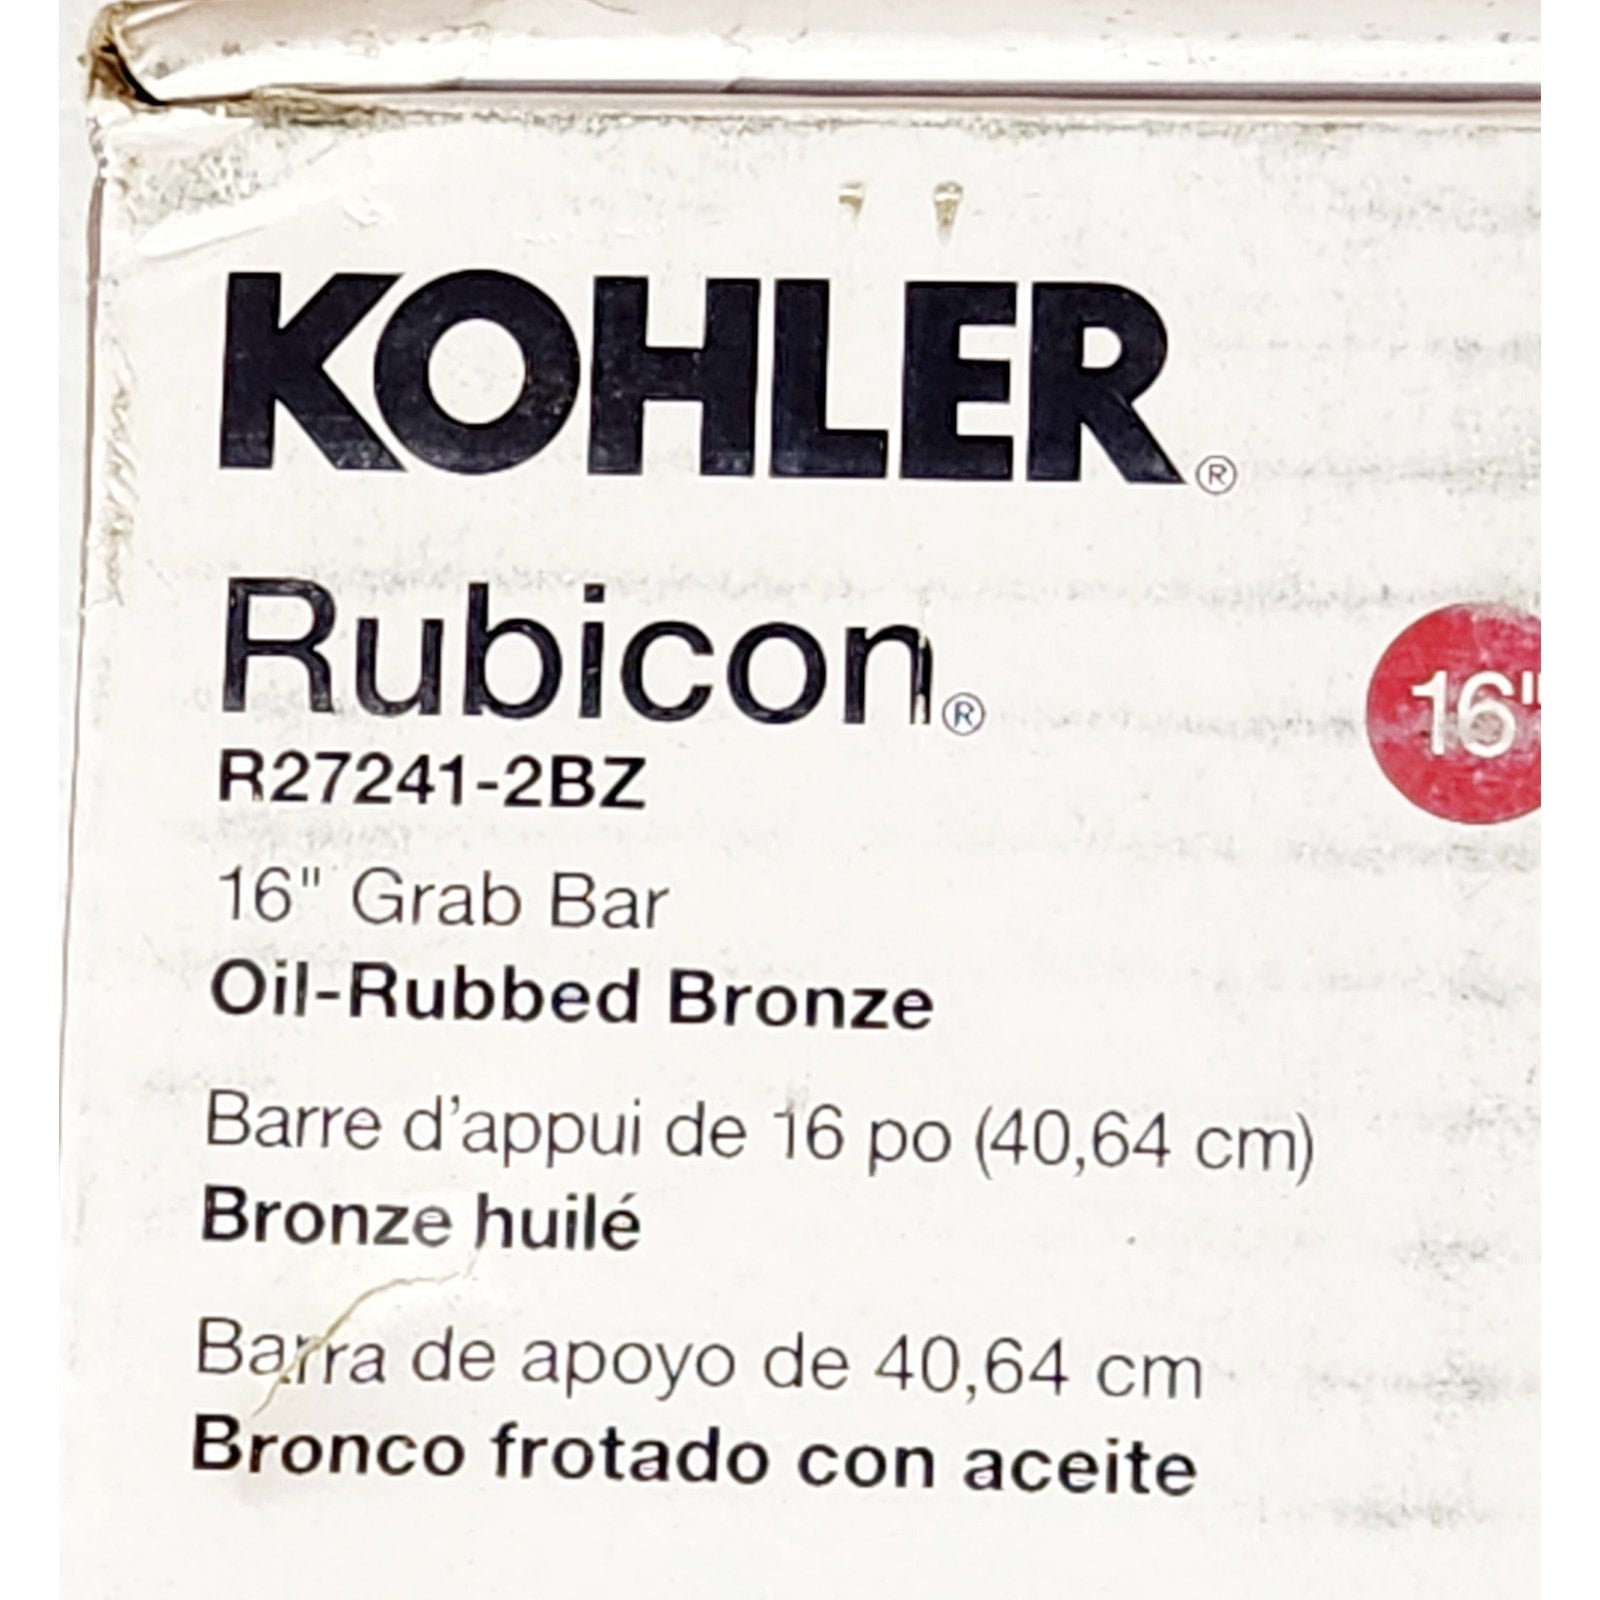 KOHLER®
Rubicon®
R27241-2BZ
16"
16" Grab Bar
Oil-Rubbed Bronze
Barre d'appui de 16 po (40,64 cm)
Bronze huilé
Barra de apoyo de 40,64 cm
Bronco frotado con aceite